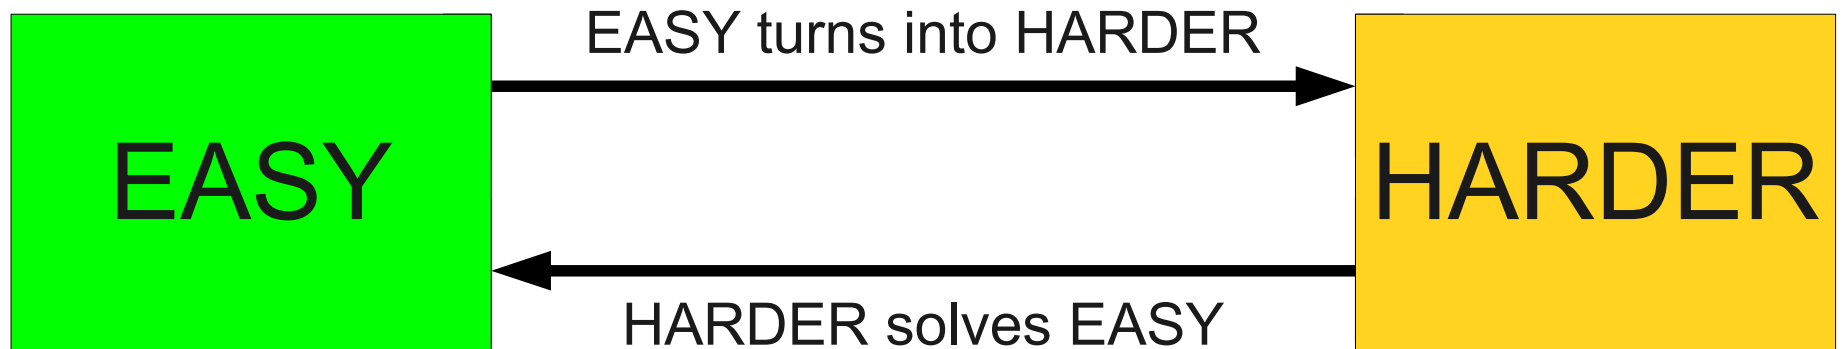 EASY turns into HARDER
EASY
HARDER
HARDER solves EASY